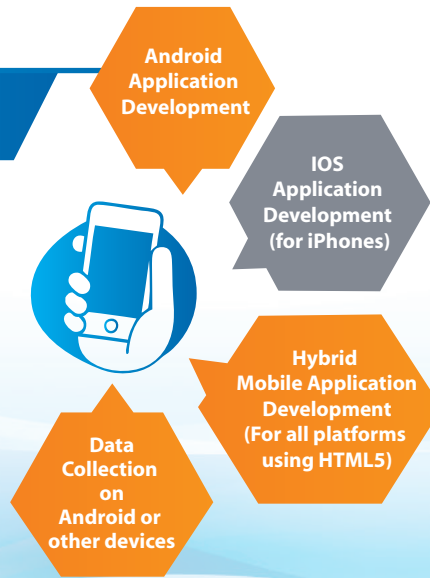 Android
Application
Development
IOS
Application
Development
(for iPhones)
Hybrid
Mobile Application
Development
(For all platforms
using HTML5)
Data
Collection
on
Android or
other devices